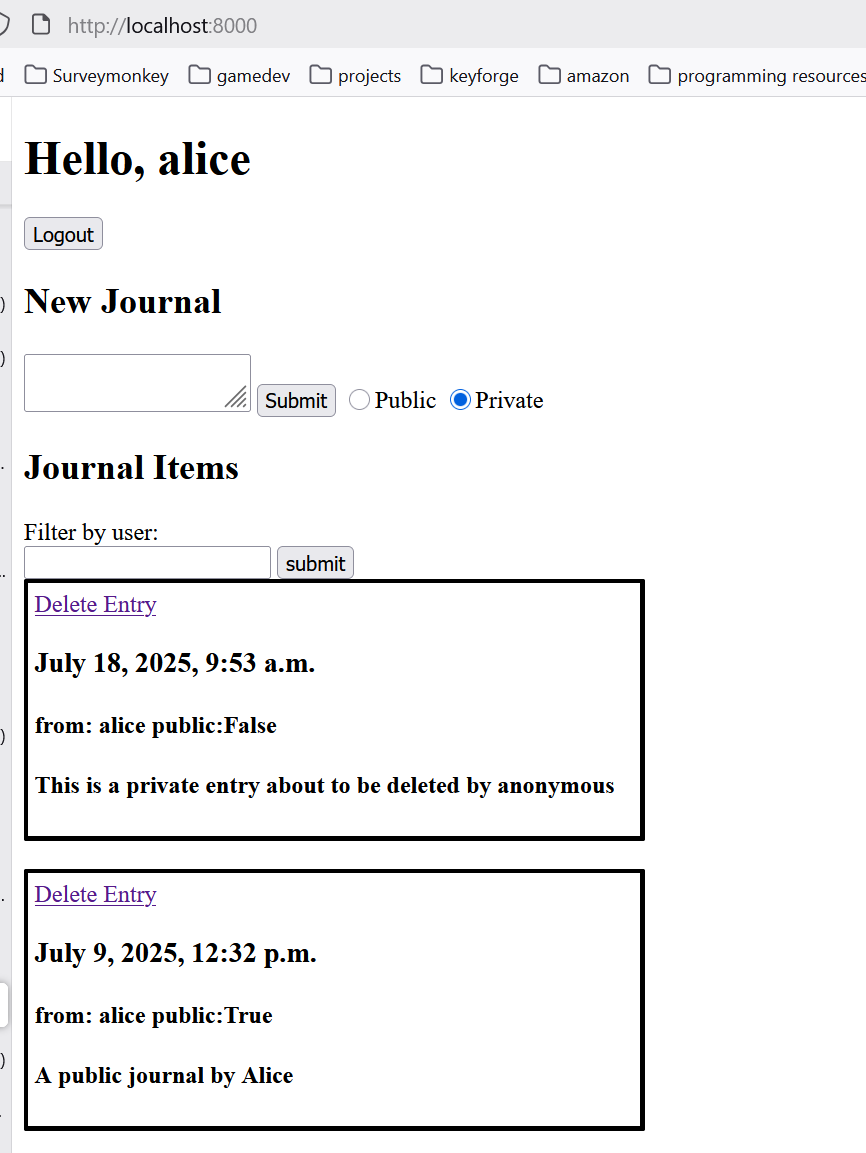 http://localhost:8000
Surveymonkey gamedev projects keyforge amazon programming resources
Hello, alice
Logout
New Journal
Submit Public Private
Journal Items
Filter by user:
submit
Delete Entry
July 18, 2025, 9:53 a.m.
from: alice public:False
This is a private entry about to be deleted by anonymous
Delete Entry
July 9, 2025, 12:32 p.m.
from: alice public:True
A public journal by Alice